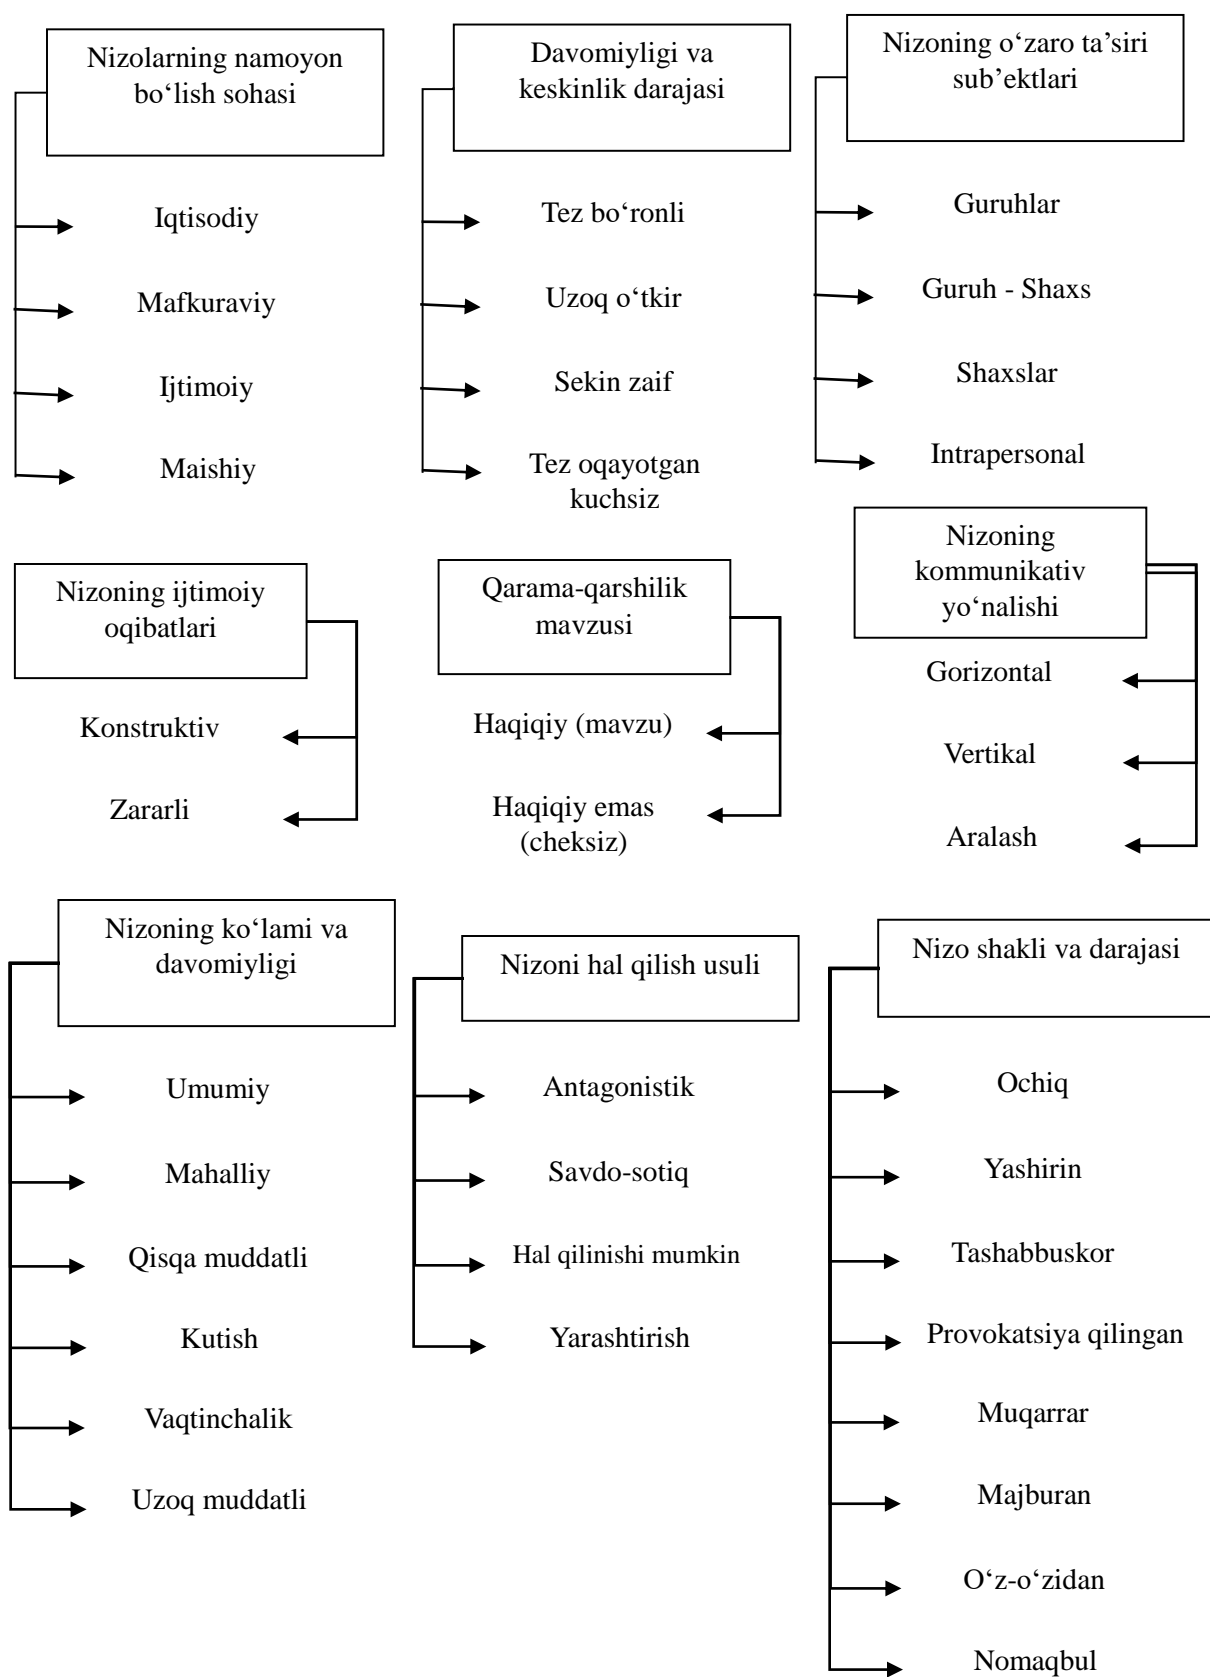 Nizolarning namoyon
bo‘lish sohasi
Iqtisodiy
Mafkuraviy
Ijtimoiy
Maishiy
Davomiyligi va
keskinlik darajasi
Tez bo‘ronli
Uzoq o‘tkir
Sekin zaif
Tez oqayotgan
kuchsiz
Nizoning o‘zaro ta’siri
sub’ektlari
Guruhlar
Guruh - Shaxs
Shaxslar
Intrapersonal
Nizoning ijtimoiy
oqibatlari
Konstruktiv
Zararli
Qarama-qarshilik
mavzusi
Haqiqiy (mavzu)
Haqiqiy emas
(cheksiz)
Nizoning
kommunikativ
yo‘nalishi
Gorizontal
Vertikal
Aralash
Nizoning ko‘lami va
davomiyligi
Umumiy
Mahalliy
Qisqa muddatli
Kutish
Vaqtinchalik
Uzoq muddatli
Nizoni hal qilish usuli
Antagonistik
Savdo-sotiq
Hal qilinishi mumkin
Yarashtirish
Nizo shakli va darajasi
Ochiq
Yashirin
Tashabbuskor
Provokatsiya qilingan
Muqarrar
Majburan
O‘z-o‘zidan
Nomaqbul